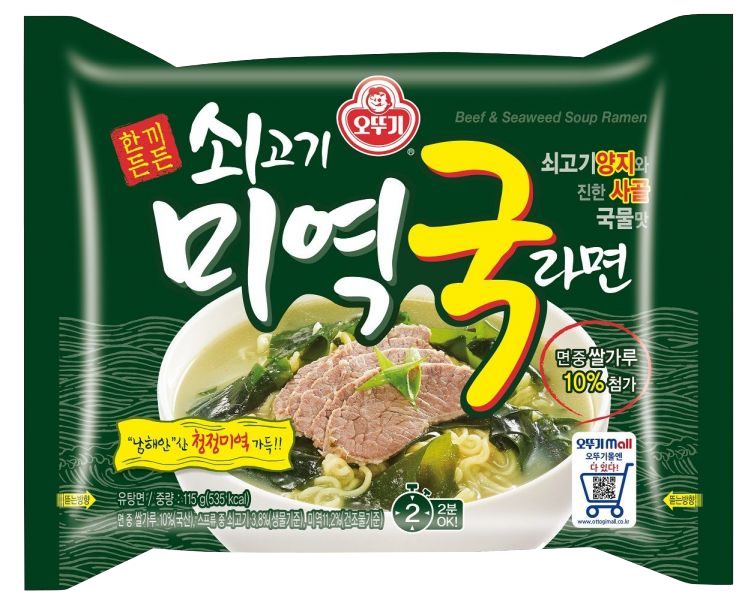 한끼
든든
오뚜기
®
Beef & Seaweed Soup Ramen
쇠고기
미역국라면
쇠고기양지와
진한 사골
국물맛
면중쌀가루
10%첨가
"남해안"산 청정미역 가득!!
오뚜기mall
오뚜기몰엔
다 있다!
www.ottogimall.co.kr
뜯는방향
뜯는방향
유탕면 / 중량 : 115 g(535 kcal)
면 중 쌀가루 10%(국산), 스프류 중 쇠고기 3.8%(생물기준), 미역11.2%(건조물기준)
2
2분
OK!